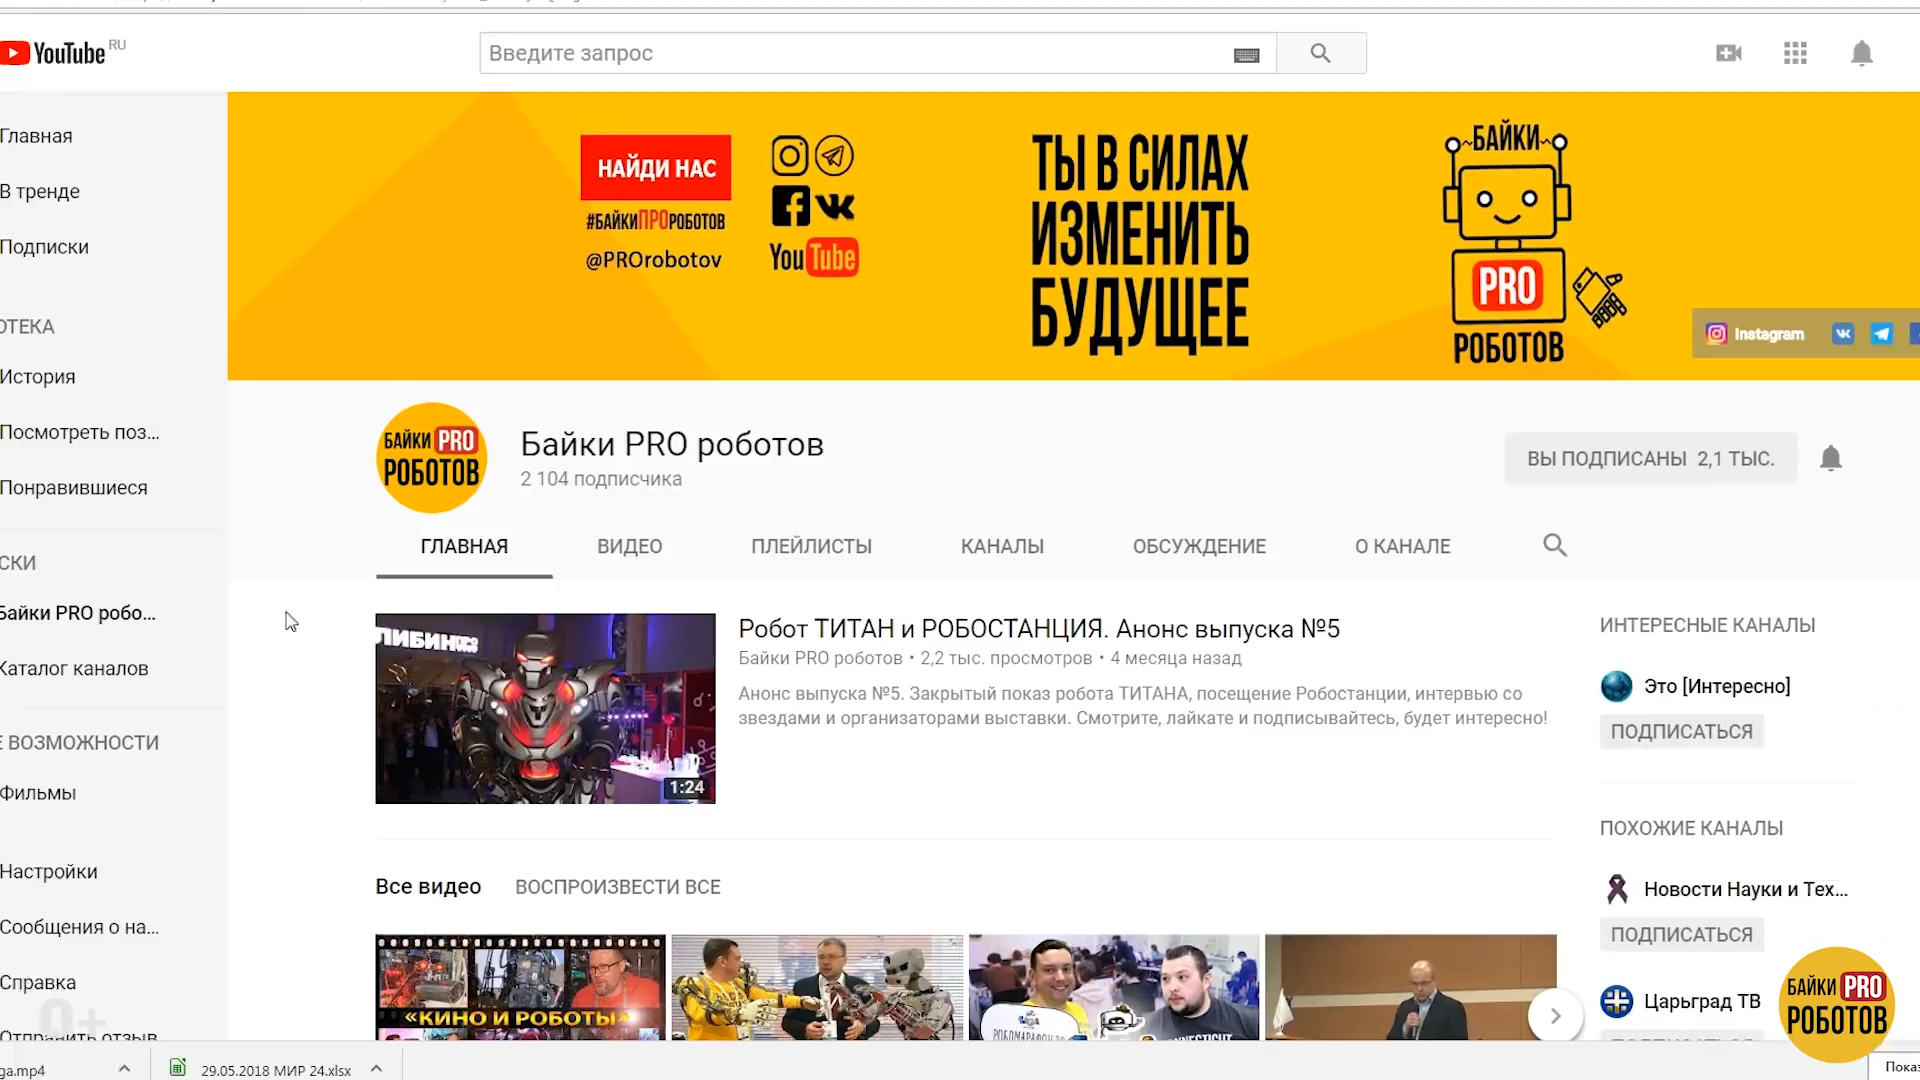 YouTube RU
Введите запрос
Главная
В тренде
Подписки
ОТЕКА
История
Посмотреть поз...
Понравившиеся
СКИ
Байки PRO робо...
Каталог каналов
Е ВОЗМОЖНОСТИ
Фильмы
Настройки
Сообщения о на...
Справка
Отправить отзыв
0+
НАЙДИ НАС
#БАЙКИПРОРОБОТОВ
@PROrobotov
YouTube
ТЫ В СИЛАХ
ИЗМЕНИТЬ
БУДУЩЕЕ
~БАЙКИ~
PRO
РОБОТОВ
Instagram
БАЙКИ PRO
РОБОТОВ
Байки PRO роботов
2 104 подписчика
ВЫ ПОДПИСАНЫ 2,1 ТЫС.
ГЛАВНАЯ
ВИДЕО
ПЛЕЙЛИСТЫ
КАНАЛЫ
ОБСУЖДЕНИЕ
О КАНАЛЕ
1:24
Робот ТИТАН и РОБОСТАНЦИЯ. Анонс выпуска №5
Байки PRO роботов • 2,2 тыс. просмотров • 4 месяца назад
Анонс выпуска №5. Закрытый показ робота ТИТАНА, посещение Робостанции, интервью со
звездами и организаторами выставки. Смотрите, лайкате и подписывайтесь, будет интересно!
Все видео
ВОСПРОИЗВЕСТИ ВСЕ
«КИНО И РОБОТЫ»
ИНТЕРЕСНЫЕ КАНАЛЫ
Это [Интересно]
ПОДПИСАТЬСЯ
ПОХОЖИЕ КАНАЛЫ
Новости Науки и Тех...
ПОДПИСАТЬСЯ
Царьград ТВ
БАЙКИ PRO
РОБОТОВ
ga.mp4
29.05.2018 МИР 24.xlsx
Показ